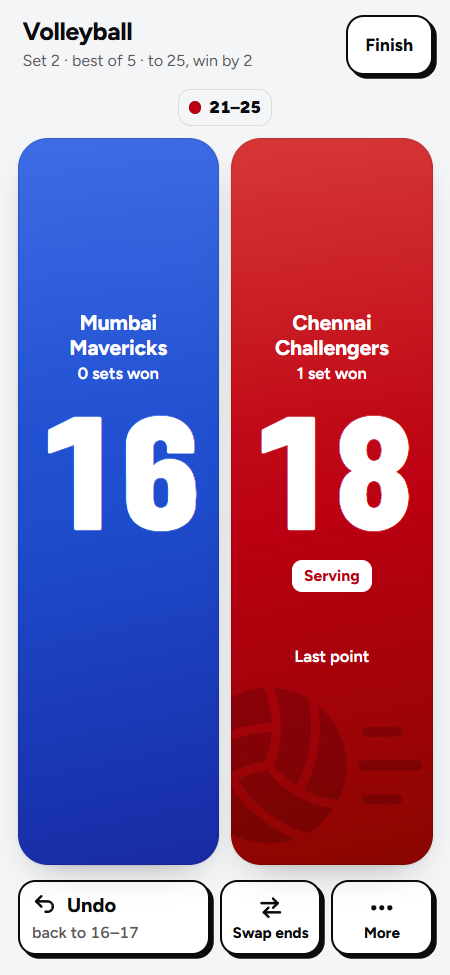 Volleyball
Set 2 · best of 5 · to 25, win by 2
Finish
21–25
Mumbai
Mavericks
0 sets won
16
Chennai
Challengers
1 set won
18
Serving
Last point
Undo
back to 16–17
Swap ends
More